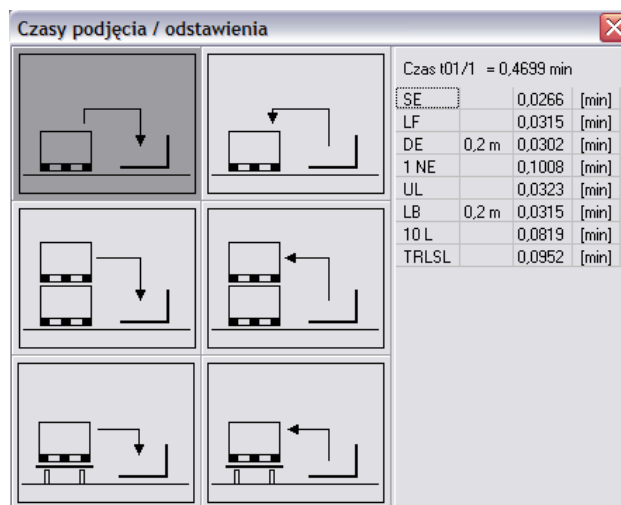 Czasy podjęcia / odstawienia
Czas t01/1 = 0,4699 min
SE 0,0266 [min]
LF 0,0315 [min]
DE 0,2 m 0,0302 [min]
1 NE 0,1008 [min]
UL 0,0323 [min]
LB 0,2 m 0,0315 [min]
10 L 0,0819 [min]
TRLSL 0,0952 [min]